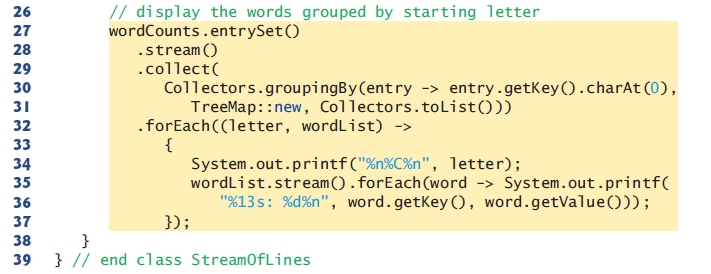 26 // display the words grouped by starting letter
27 wordCounts.entrySet()
28 .stream()
29 .collect(
30 Collectors.groupingBy(entry -> entry.getKey().charAt(0),
31 TreeMap::new, Collectors.toList()))
32 .forEach((letter, wordList) ->
33 {
34 System.out.printf("%n%C%n", letter);
35 wordList.stream().forEach(word -> System.out.printf(
36 "%13s: %d%n", word.getKey(), word.getValue()));
37 });
38 }
39 } // end class StreamOfLines